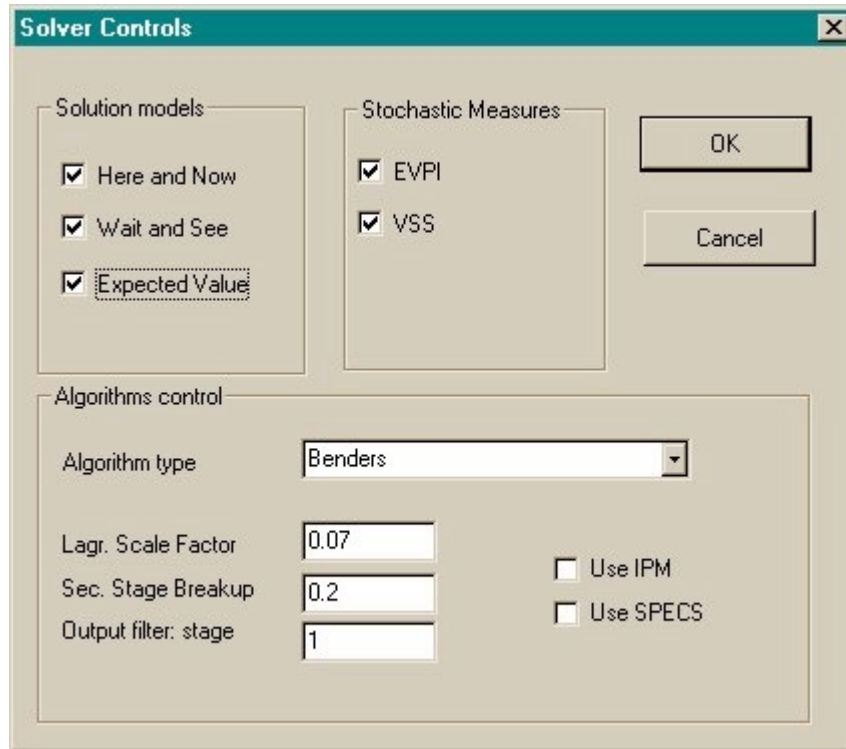 Solver Controls
Solution models
Here and Now
Wait and See
Expected Value
Stochastic Measures
EVPI
VSS
OK
Cancel
Algorithms control
Algorithm type
Benders
Lagr. Scale Factor
0.07
Sec. Stage Breakup
0.2
Output filter: stage
1
Use IPM
Use SPECS